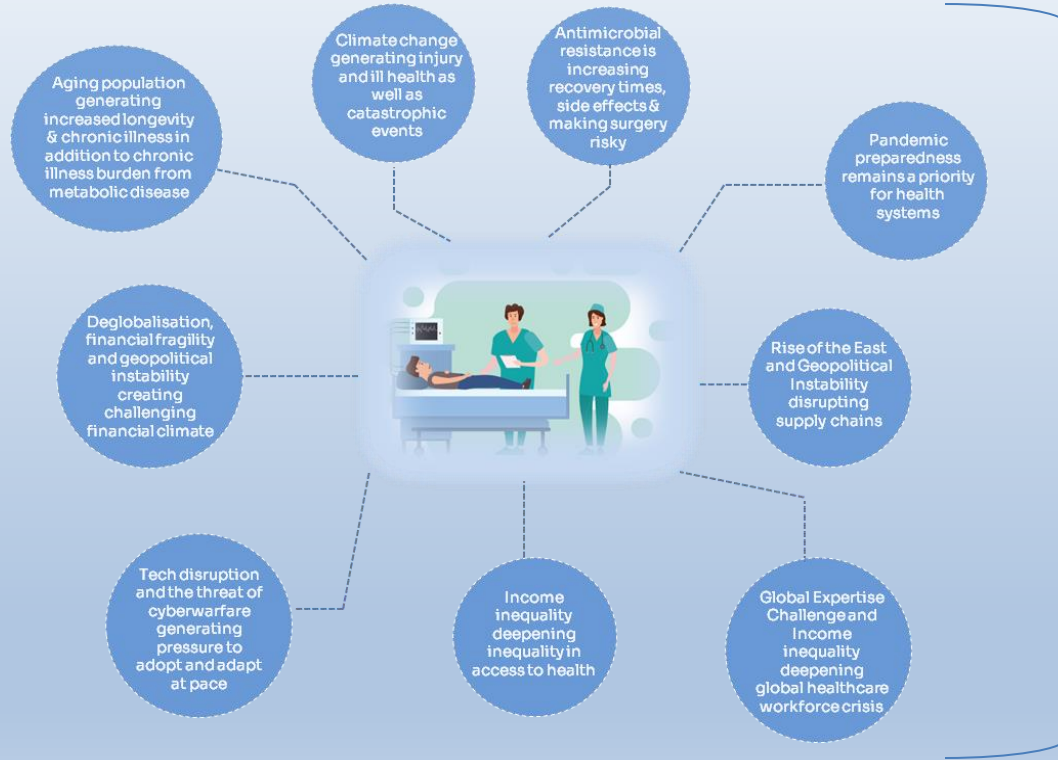 Aging population
generating
increased longevity
& chronic illness in
addition to chronic
illness burden from
metabolic disease
Climate change
generating injury
and ill health as
well as
catastrophic
events
Antimicrobial
resistance is
increasing
recovery times,
side effects &
making surgery
risky
Pandemic
preparedness
remains a priority
for health
systems
Deglobalisation,
financial fragility
and geopolitical
instability
creating
challenging
financial climate
Rise of the East
and Geopolitical
Instability
disrupting
supply chains
Tech disruption
and the threat of
cyberwarfare
generating
pressure to
adopt and adapt
at pace
Income
inequality
deepening
inequality in
access to health
Global Expertise
Challenge and
Income
inequality
deepening
global healthcare
workforce crisis